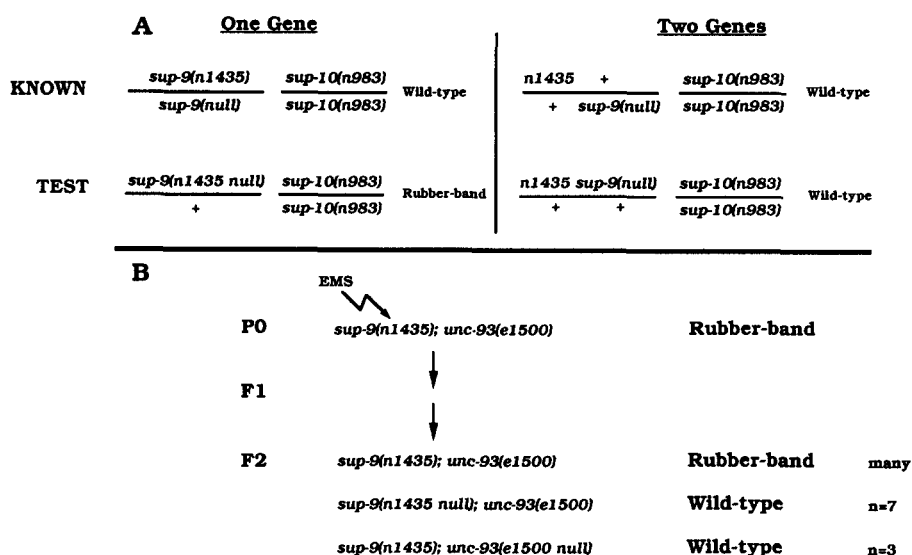 A One Gene Two Genes
KNOWN
sup-9(n1435) sup-10(n983) Wild-type n1435 + sup-10(n983) Wild-type
sup-9(null) sup-10(n983) + sup-9(null) sup-10(n983)
TEST
sup-9(n1435 null) sup-10(n983) Rubber-band n1435 sup-9(null) sup-10(n983) Wild-type
+ sup-10(n983) + + sup-10(n983)
B
EMS
P0 sup-9(n1435); unc-93(e1500) Rubber-band
F1
F2 sup-9(n1435); unc-93(e1500) Rubber-band many
sup-9(n1435 null); unc-93(e1500) Wild-type n=7
sup-9(n1435); unc-93(e1500 null) Wild-type n=3